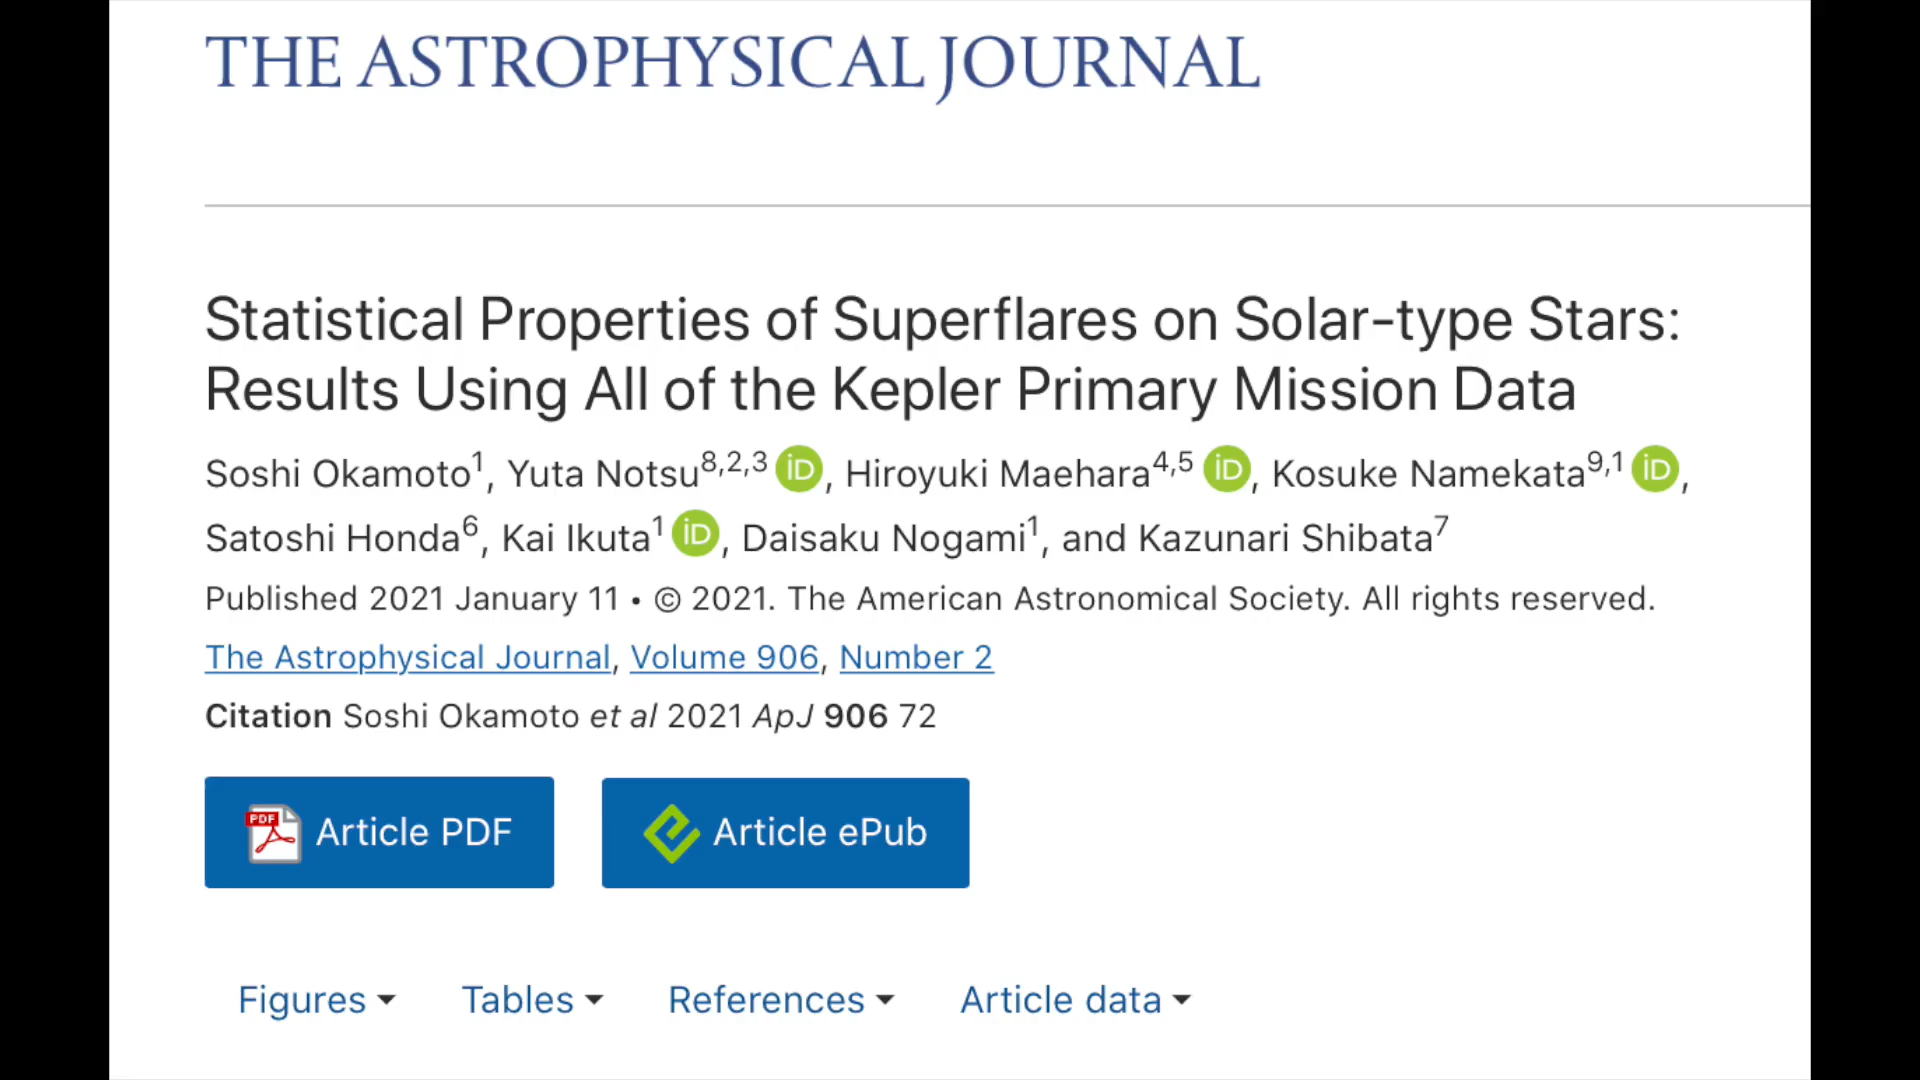 THE ASTROPHYSICAL JOURNAL
Statistical Properties of Superflares on Solar-type Stars:
Results Using All of the Kepler Primary Mission Data
Soshi Okamoto1, Yuta Notsu8,2,3 iD, Hiroyuki Maehara4,5 iD, Kosuke Namekata9,1 iD,
Satoshi Honda6, Kai Ikuta1 iD, Daisaku Nogami1, and Kazunari Shibata7
Published 2021 January 11 • © 2021. The American Astronomical Society. All rights reserved.
The Astrophysical Journal, Volume 906, Number 2
Citation Soshi Okamoto et al 2021 ApJ 906 72
PDF Article PDF Article ePub
Figures Tables References Article data